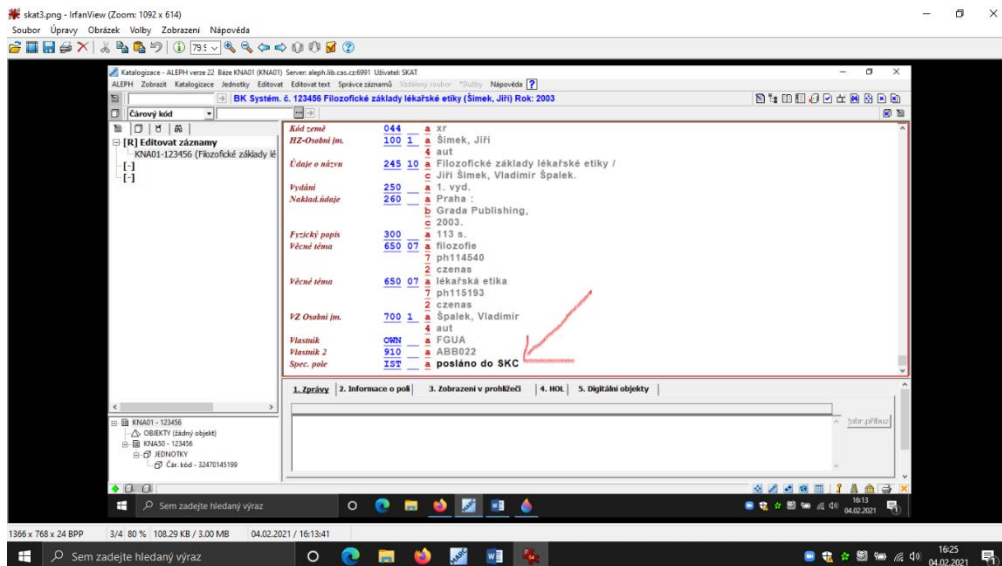 skat3.png - IrfanView (Zoom: 1092 x 614)
Soubor Úpravy Obrázek Volby Zobrazení Nápověda
Katalogizace - ALEPH verze 22 Báze KNA01 (KNA01) Server: aleph.lib.cas.cz:6991 Uživatel: SKAT
ALEPH Zobrazit Katalogizace Jednotky Editovat Editovat text Správce záznamů Vzdálený soubor *Služby Nápověda ?
BK Systém. č. 123456 Filozofické základy lékařské etiky (Šimek, Jiří) Rok: 2003
Čárový kód
[R] Editovat záznamy
KNA01-123456 (Filozofické základy lé
[-]
[-]
Kód země 044 a xr
HZ-Osobní jm. 100 1 a Šimek, Jiří
4 aut
Údaje o názvu 245 10 a Filozofické základy lékařské etiky /
c Jiří Šimek, Vladimír Špalek.
Vydání 250 a 1. vyd.
Naklad.údaje 260 a Praha :
b Grada Publishing,
c 2003.
Fyzický popis 300 a 113 s.
Věcné téma 650 07 a filozofie
7 ph114540
2 czenas
Věcné téma 650 07 a lékařská etika
7 ph115193
2 czenas
VZ Osobní jm. 700 1 a Špalek, Vladimír
4 aut
Vlastník OWN a FGUA
Vlastník 2 910 a ABB022
Spec. pole IST a posláno do SKC
1. Zprávy 2. Informace o poli 3. Zobrazení v prohlížeči 4. HOL 5. Digitální objekty
KNA01 - 123456
OBJEKTY (žádný objekt)
KNA50 - 123456
JEDNOTKY
Čár. kód - 32470145199
Sem zadejte hledaný výraz
16:13
04.02.2021
1366 x 768 x 24 BPP 3/4 80 % 108.29 KB / 3.00 MB 04.02.2021 / 16:13:41
Sem zadejte hledaný výraz
16:25
04.02.2021